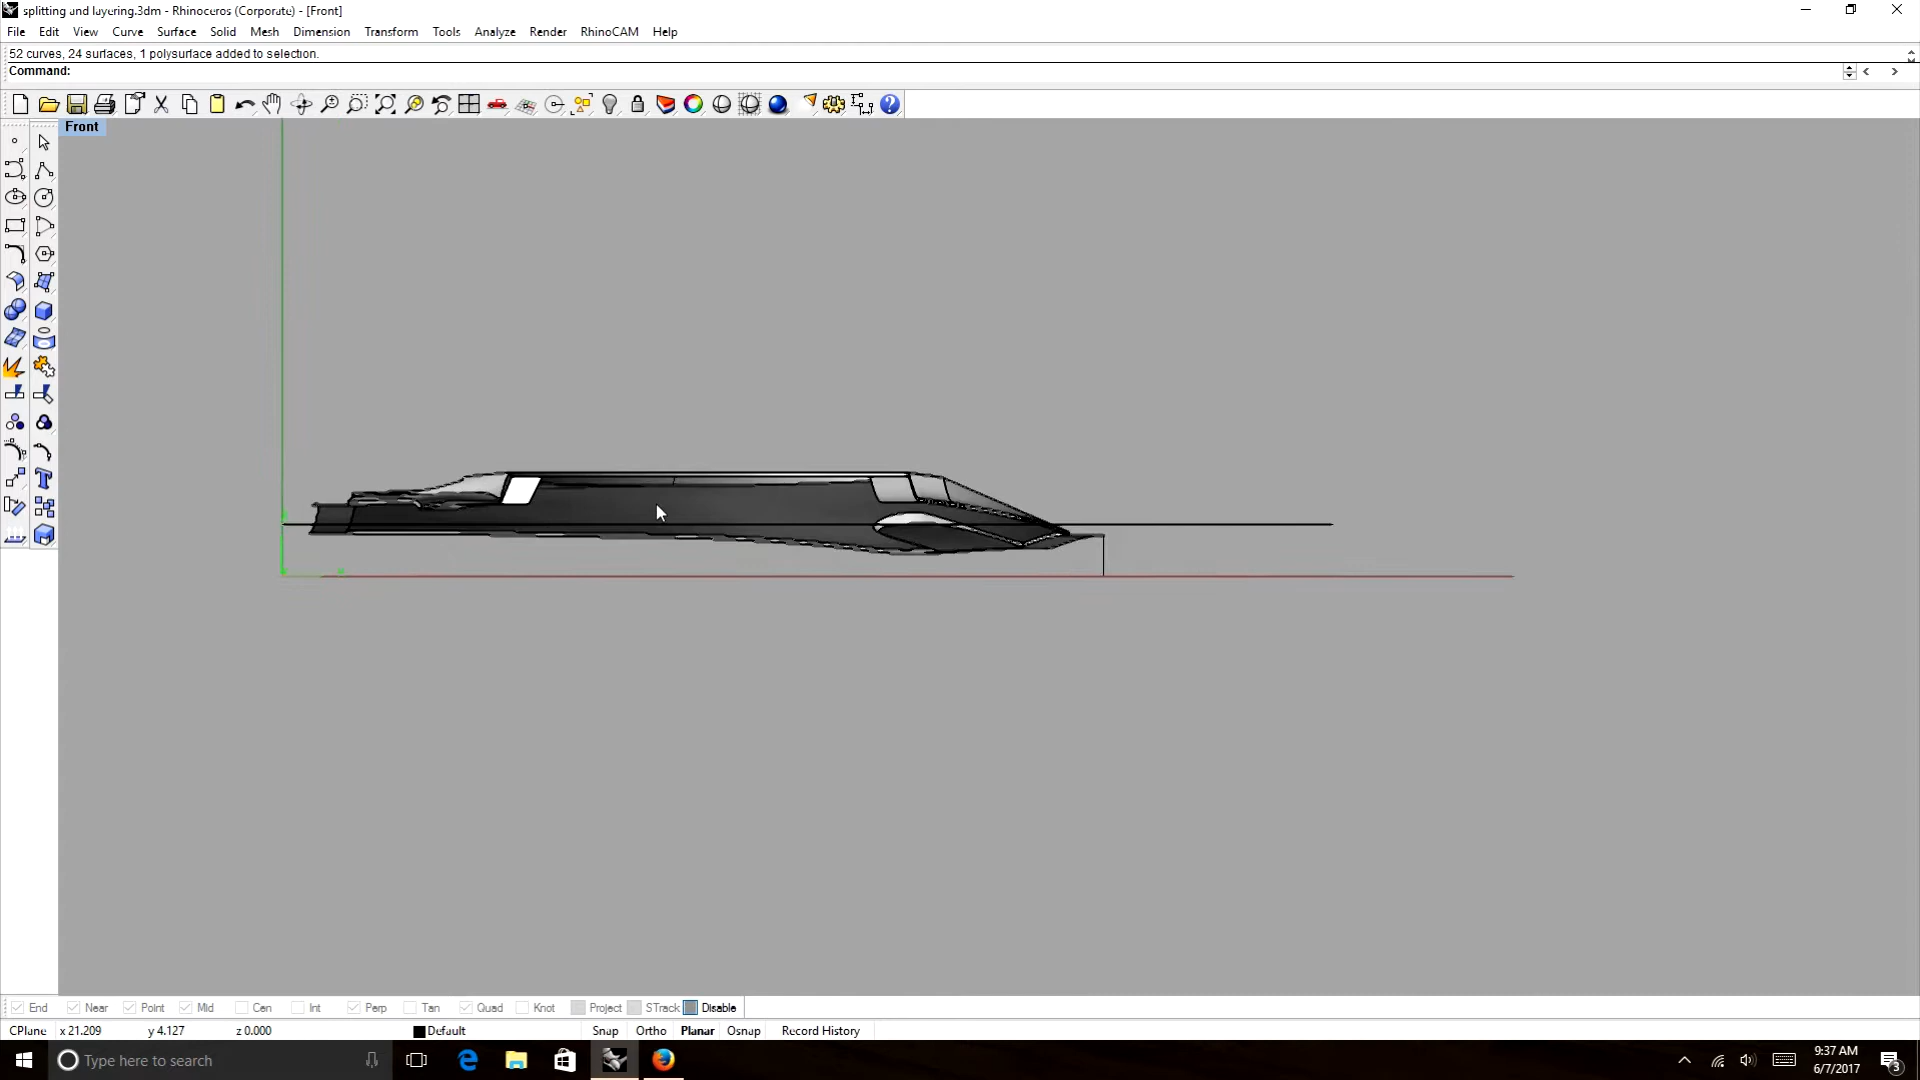 splitting and layering.3dm - Rhinoceros (Corporate) - [Front]
File Edit View Curve Surface Solid Mesh Dimension Transform Tools Analyze Render RhinoCAM Help
52 curves, 24 surfaces, 1 polysurface added to selection.
Command:
Front
End Near Point Mid Cen Int Perp Tan Quad Knot Project STrack Disable
CPlane x 21.209 y 4.127 z 0.000 Default Snap Ortho Planar Osnap Record History
Type here to search
9:37 AM
6/7/2017
3